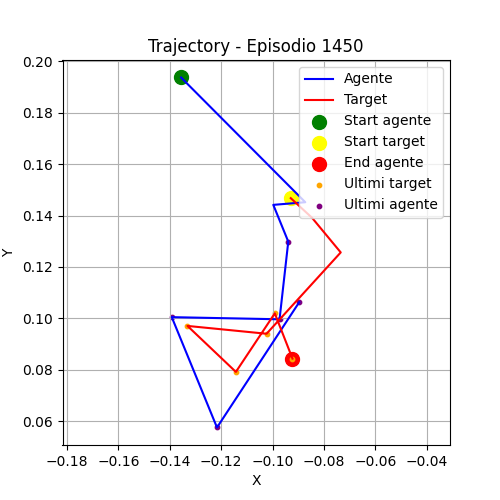 Trajectory - Episodio 1450
Agente
Target
Start agente
Start target
End agente
Ultimi target
Ultimi agente
0.20
0.18
0.16
0.14
0.12
0.10
0.08
0.06
Y
−0.18 −0.16 −0.14 −0.12 −0.10 −0.08 −0.06 −0.04
X